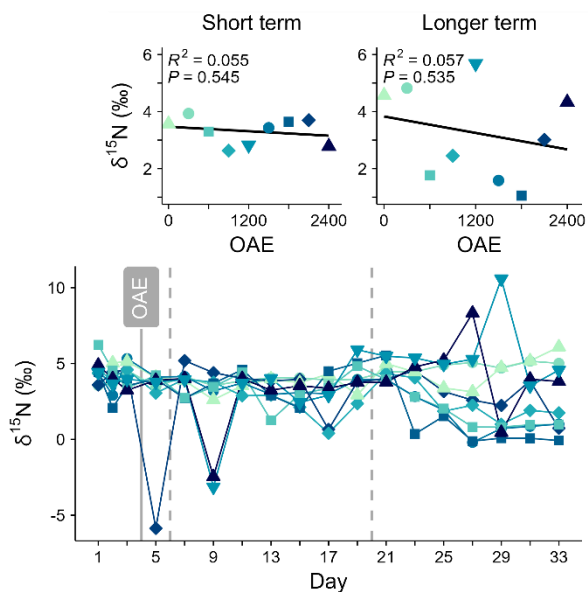 Short term
Longer term
R² = 0.055
P = 0.545
R² = 0.057
P = 0.535
δ¹⁵N (‰)
6
4
2
6
4
2
0 1200 2400
0 1200 2400
OAE
OAE
OAE
δ¹⁵N (‰)
10
5
0
-5
1 5 9 13 17 21 25 29 33
Day